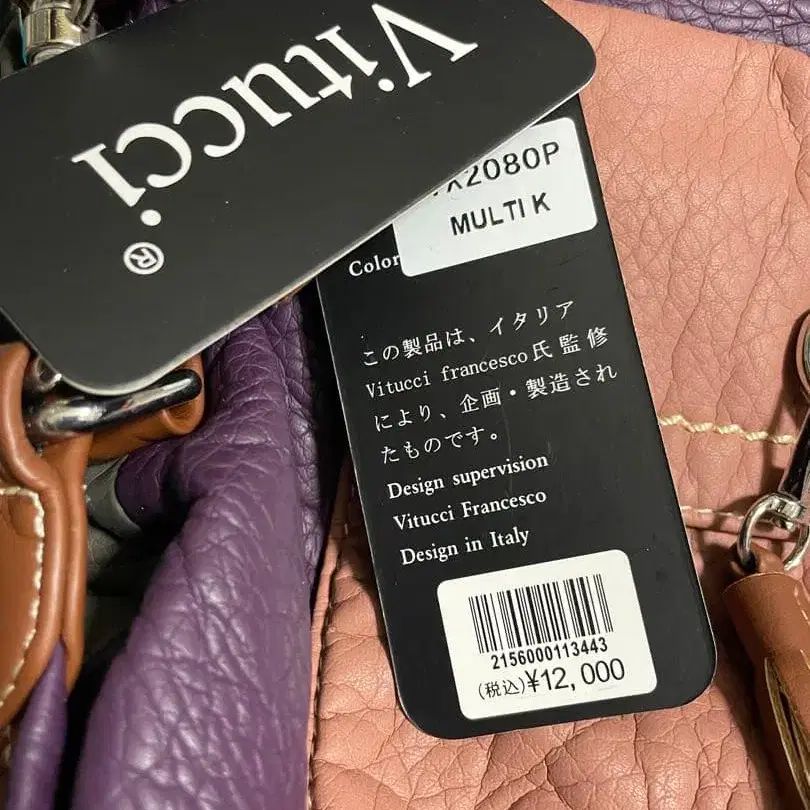 Vitucci®
X2080P
MULTI K
Color
この製品は、イタリア
Vitucci francesco氏監修
により、企画・製造され
たものです。
Design supervision
Vitucci Francesco
Design in Italy
2156000113443
(税込)¥12,000